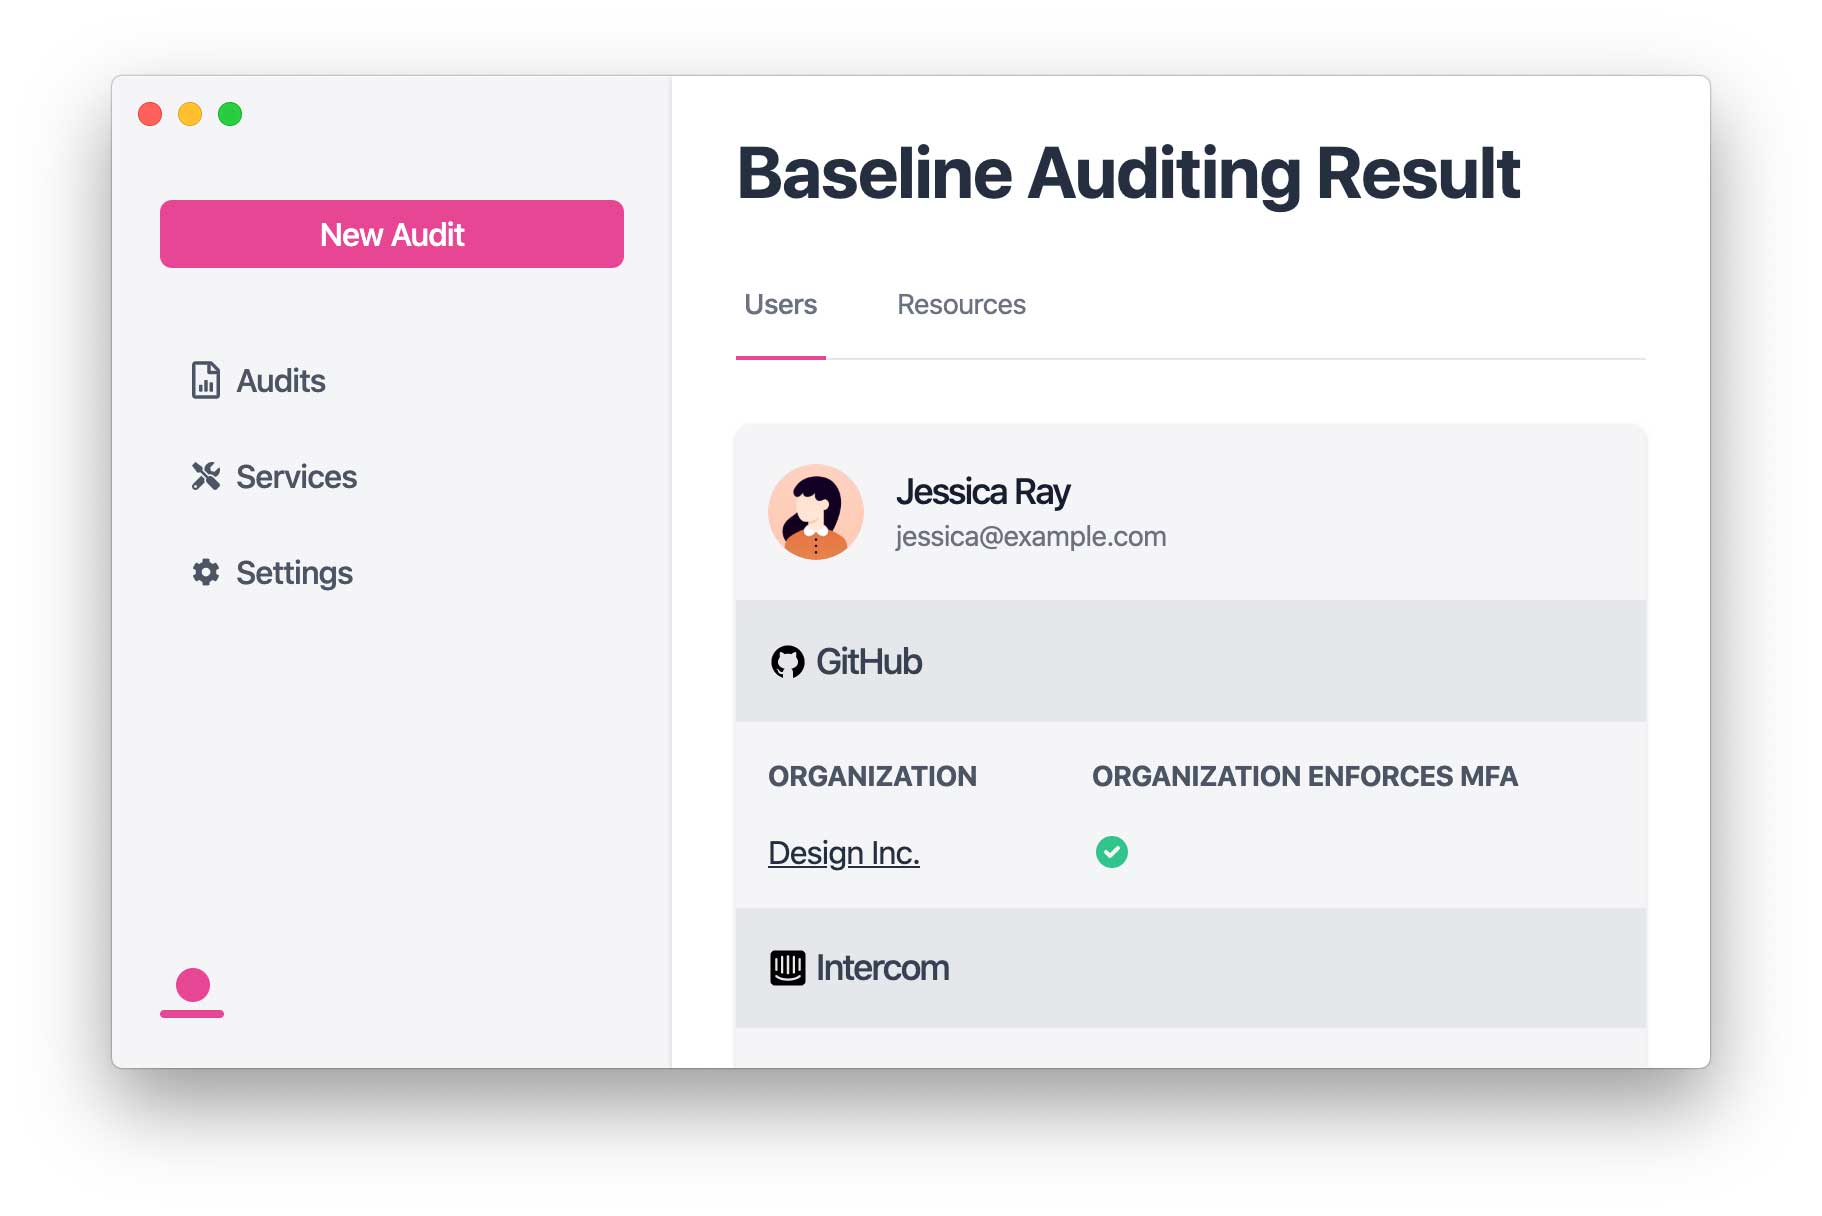 New Audit
Audits
Services
Settings
Baseline Auditing Result
Users Resources
Jessica Ray
jessica@example.com
GitHub
ORGANIZATION ORGANIZATION ENFORCES MFA
Design Inc.
Intercom